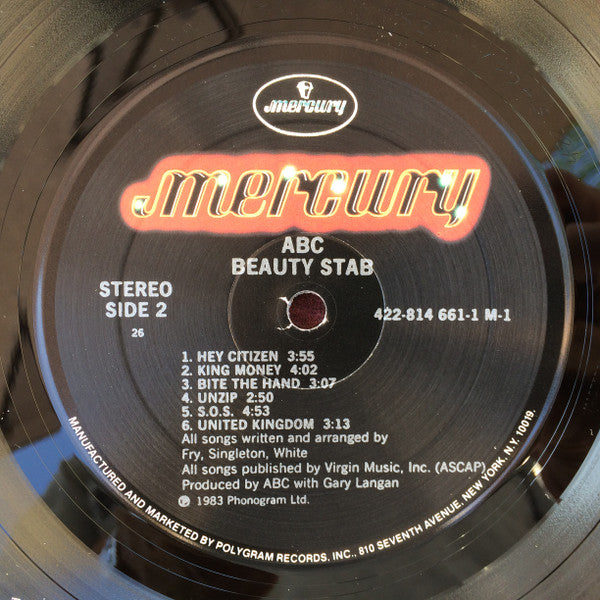 mercury
mercury
ABC
BEAUTY STAB
STEREO
SIDE 2
422-814 661-1 M-1
26
1. HEY CITIZEN 3:55
2. KING MONEY 4:02
3. BITE THE HAND 3:07
4. UNZIP 2:50
5. S.O.S. 4:53
6. UNITED KINGDOM 3:13
All songs written and arranged by
Fry, Singleton, White
All songs published by Virgin Music, Inc. (ASCAP)
Produced by ABC with Gary Langan
℗ 1983 Phonogram Ltd.
MANUFACTURED AND MARKETED BY POLYGRAM RECORDS, INC., 810 SEVENTH AVENUE, NEW YORK, N.Y. 10019.